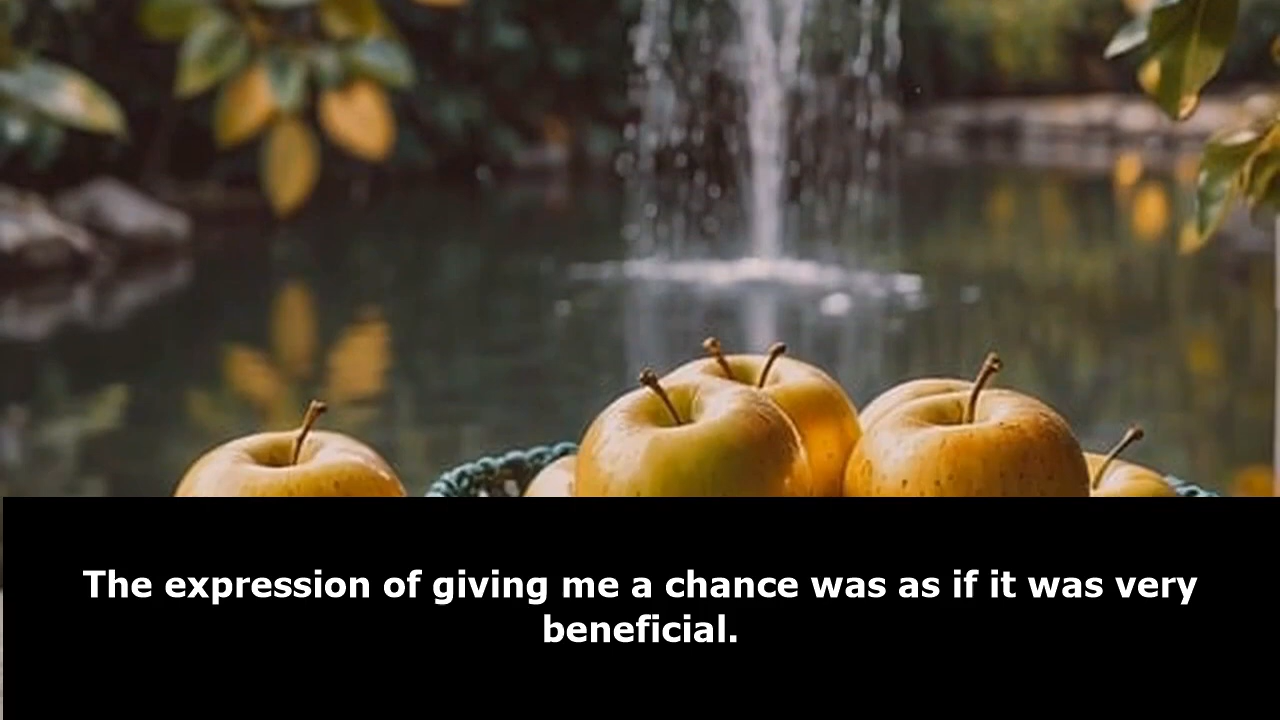 The expression of giving me a chance was as if it was very
beneficial.